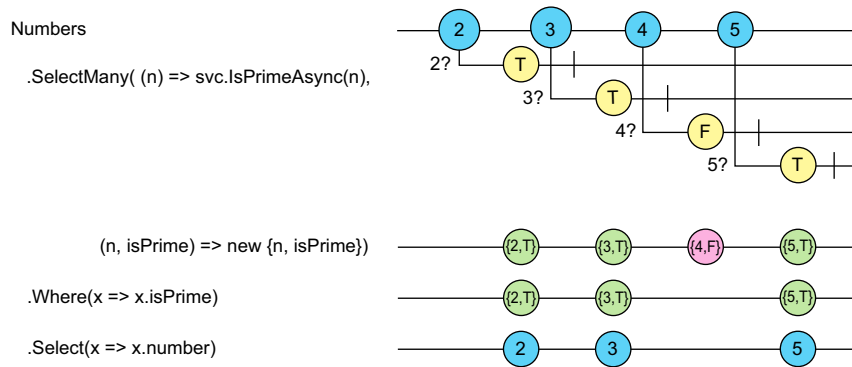 Numbers 2 3 4 5
.SelectMany( (n) => svc.IsPrimeAsync(n), 2? T
3? T
4? F
5? T
(n, isPrime) => new {n, isPrime}) {2,T} {3,T} {4,F} {5,T}
.Where(x => x.isPrime) {2,T} {3,T} {5,T}
.Select(x => x.number) 2 3 5